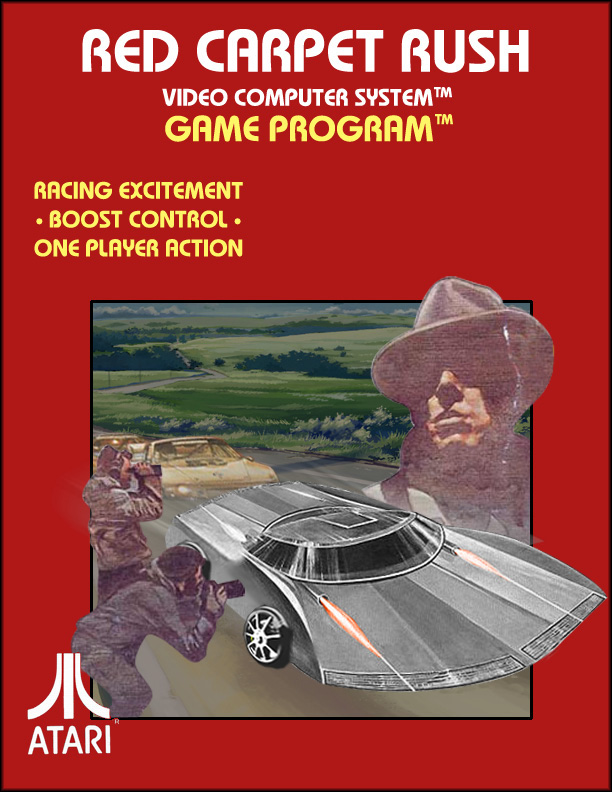 RED CARPET RUSH
VIDEO COMPUTER SYSTEM™
GAME PROGRAM™
RACING EXCITEMENT
• BOOST CONTROL •
ONE PLAYER ACTION
ATARI®